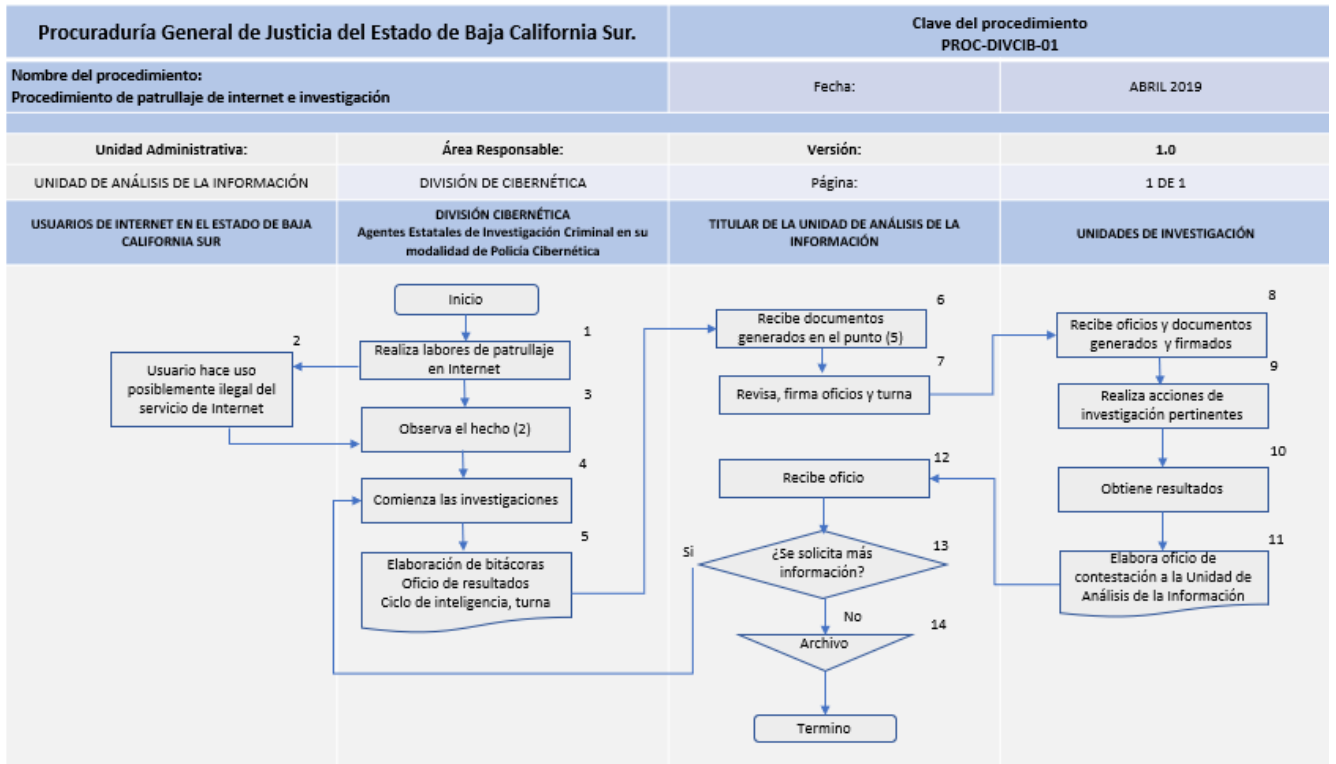 Procuraduría General de Justicia del Estado de Baja California Sur.
Clave del procedimiento
PROC-DIVCIB-01
Nombre del procedimiento:
Procedimiento de patrullaje de internet e investigación
Fecha:
ABRIL 2019
Unidad Administrativa:
Área Responsable:
Versión:
1.0
UNIDAD DE ANÁLISIS DE LA INFORMACIÓN
DIVISIÓN DE CIBERNÉTICA
Página:
1 DE 1
USUARIOS DE INTERNET EN EL ESTADO DE BAJA
CALIFORNIA SUR
DIVISIÓN CIBERNÉTICA
Agentes Estatales de Investigación Criminal en su
modalidad de Policía Cibernética
TITULAR DE LA UNIDAD DE ANÁLISIS DE LA
INFORMACIÓN
UNIDADES DE INVESTIGACIÓN
Inicio
1
Realiza labores de patrullaje
en Internet
2
Usuario hace uso
posiblemente ilegal del
servicio de Internet
3
Observa el hecho (2)
4
Comienza las investigaciones
5
Elaboración de bitácoras
Oficio de resultados
Ciclo de inteligencia, turna
6
Recibe documentos
generados en el punto (5)
7
Revisa, firma oficios y turna
8
Recibe oficios y documentos
generados y firmados
9
Realiza acciones de
investigación pertinentes
10
Obtiene resultados
11
Elabora oficio de
contestación a la Unidad de
Análisis de la Información
12
Recibe oficio
13
¿Se solicita más
información?
Si
No
14
Archivo
Termino